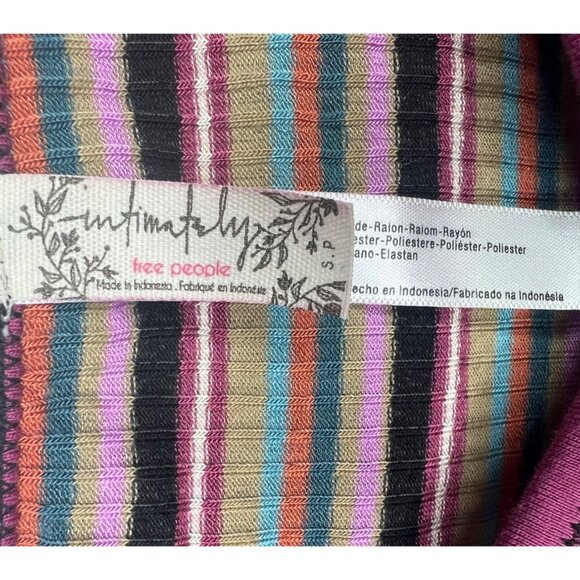 intimately
free people
Made in Indonesia . Fabriqué en Indonésie
S.P
de-Raion-Raiom-Rayón
ester-Poliestere-Poliéster-Poliester
ano-Elastan
echo en Indonesia/Fabricado na Indonésia